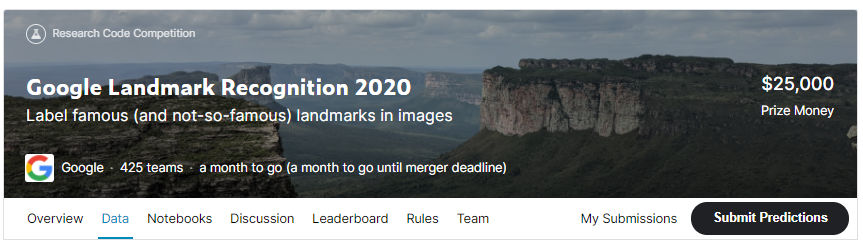 Research Code Competition
Google Landmark Recognition 2020
$25,000
Label famous (and not-so-famous) landmarks in images
Prize Money
Google · 425 teams · a month to go (a month to go until merger deadline)
Overview Data Notebooks Discussion Leaderboard Rules Team My Submissions Submit Predictions